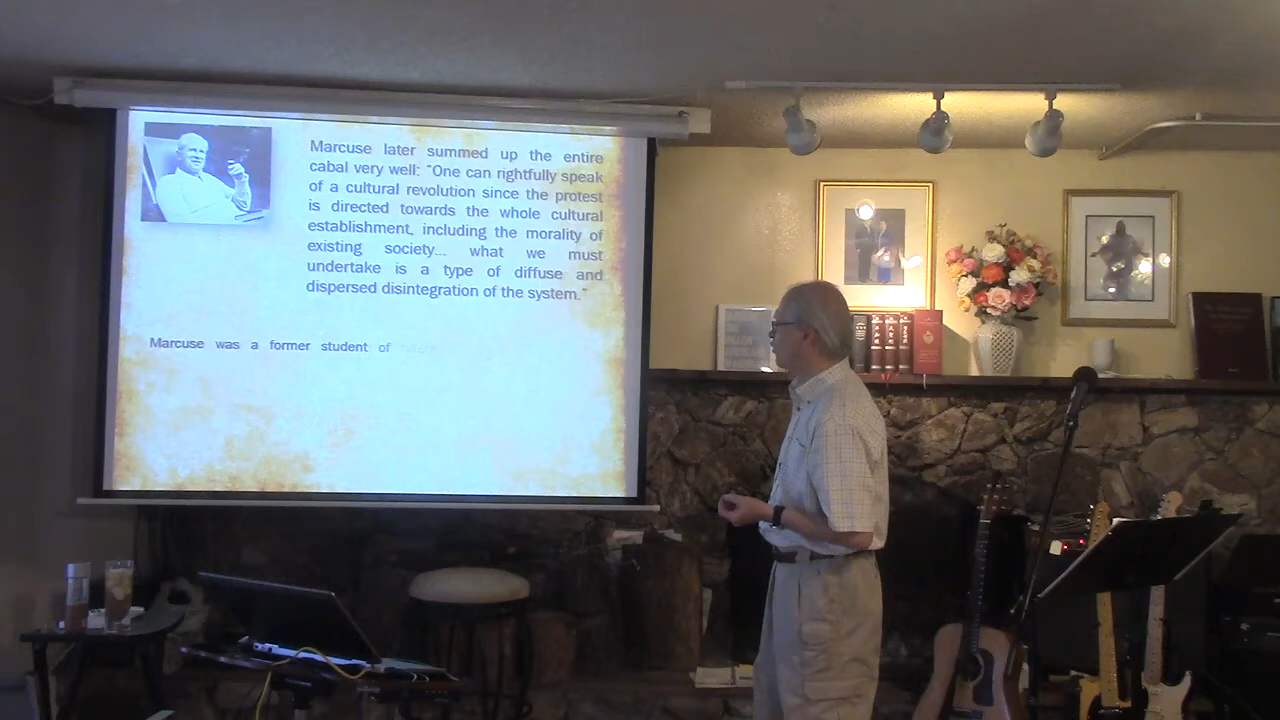 Marcuse later summed up the entire
cabal very well: "One can rightfully speak
of a cultural revolution since the protest
is directed towards the whole cultural
establishment, including the morality of
existing society... what we must
undertake is a type of diffuse and
dispersed disintegration of the system."
Marcuse was a former student of